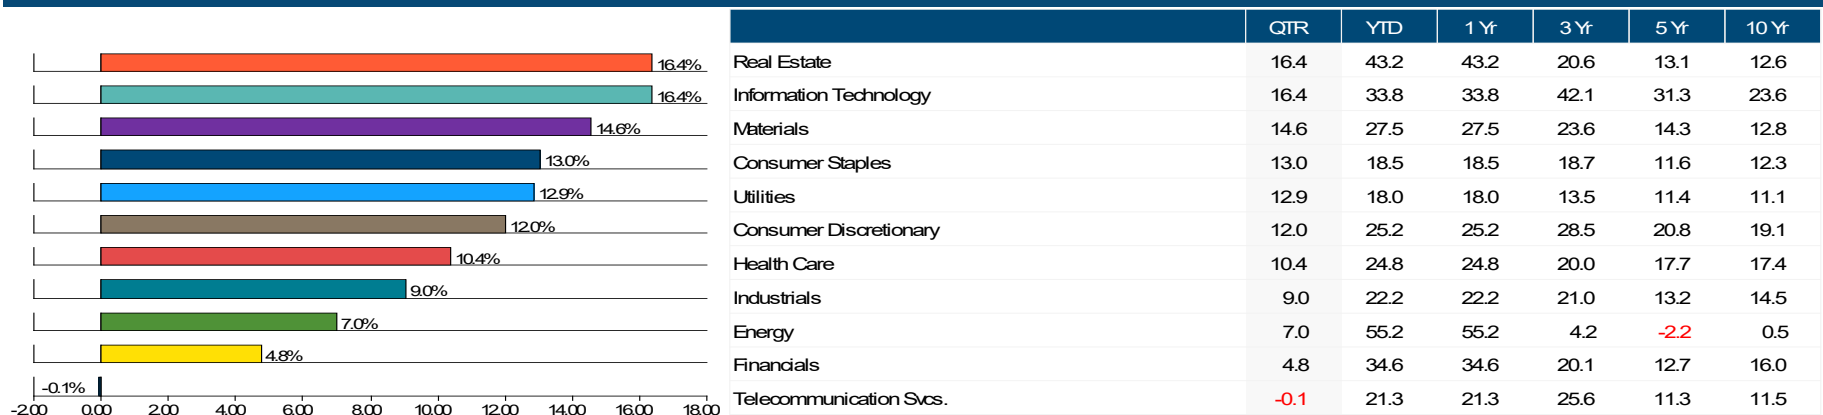 QTR YTD 1 Yr 3 Yr 5 Yr 10 Yr
16.4% Real Estate 16.4 43.2 43.2 20.6 13.1 12.6
16.4% Information Technology 16.4 33.8 33.8 42.1 31.3 23.6
14.6% Materials 14.6 27.5 27.5 23.6 14.3 12.8
13.0% Consumer Staples 13.0 18.5 18.5 18.7 11.6 12.3
12.9% Utilities 12.9 18.0 18.0 13.5 11.4 11.1
12.0% Consumer Discretionary 12.0 25.2 25.2 28.5 20.8 19.1
10.4% Health Care 10.4 24.8 24.8 20.0 17.7 17.4
9.0% Industrials 9.0 22.2 22.2 21.0 13.2 14.5
7.0% Energy 7.0 55.2 55.2 4.2 -2.2 0.5
4.8% Financials 4.8 34.6 34.6 20.1 12.7 16.0
-0.1% Telecommunication Svcs. -0.1 21.3 21.3 25.6 11.3 11.5
-2.00 0.00 2.00 4.00 6.00 8.00 10.00 12.00 14.00 16.00 18.00